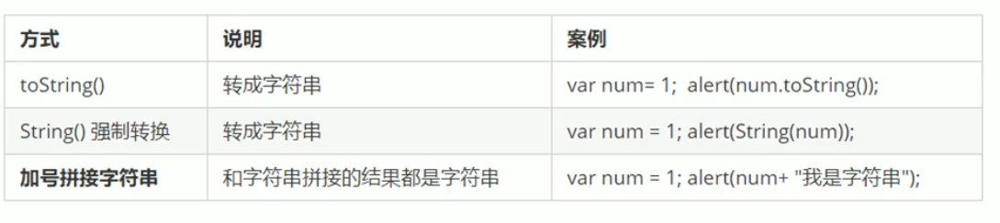 方式 说明 案例
toString() 转成字符串 var num= 1; alert(num.toString());
String() 强制转换 转成字符串 var num = 1; alert(String(num));
加号拼接字符串 和字符串拼接的结果都是字符串 var num = 1; alert(num+ "我是字符串");